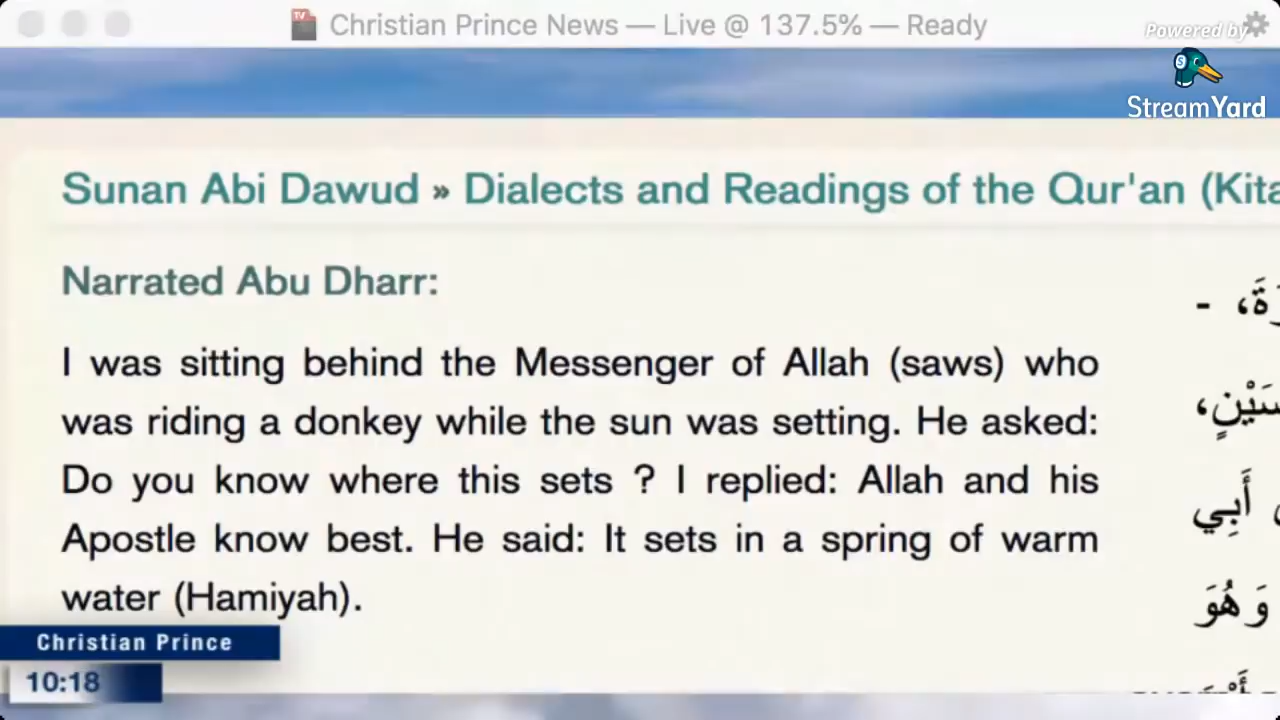 Christian Prince News — Live @ 137.5% — Ready
Powered by
StreamYard
Sunan Abi Dawud » Dialects and Readings of the Qur'an (Kita
Narrated Abu Dharr:
I was sitting behind the Messenger of Allah (saws) who
was riding a donkey while the sun was setting. He asked:
Do you know where this sets ? I replied: Allah and his
Apostle know best. He said: It sets in a spring of warm
water (Hamiyah).
أَبِي
وَهُوَ
Christian Prince
10:18